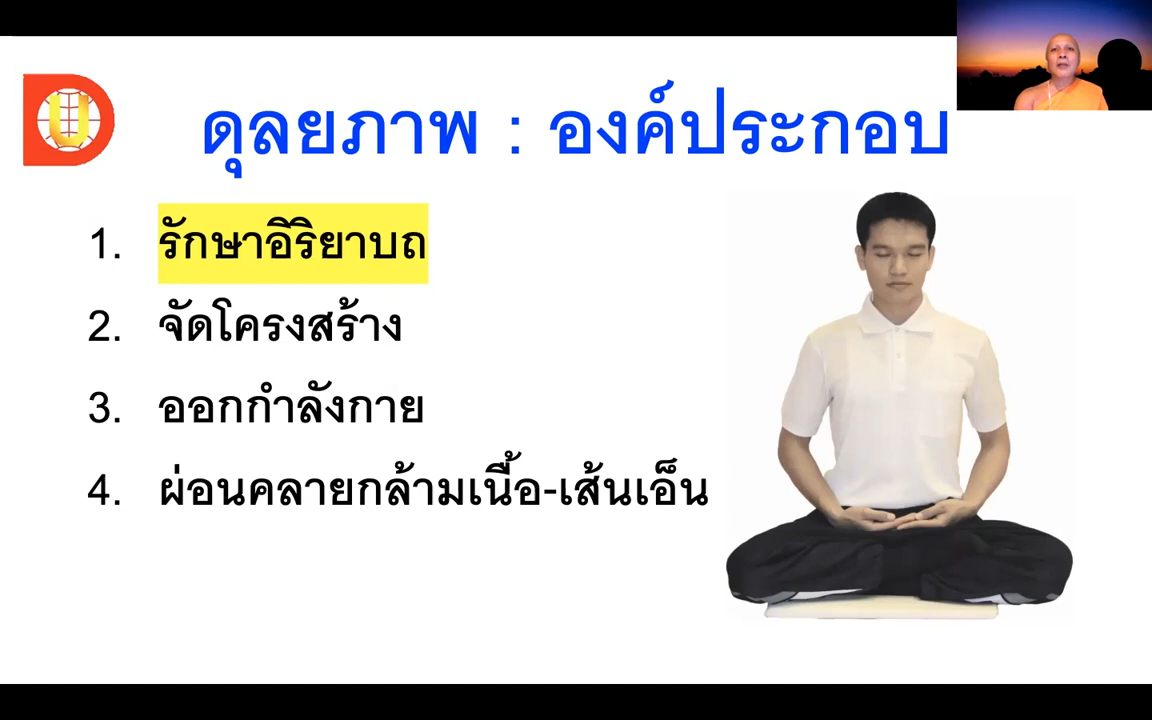 U
ดุลยภาพ : องค์ประกอบ
1. รักษาอิริยาบถ
2. จัดโครงสร้าง
3. ออกกำลังกาย
4. ผ่อนคลายกล้ามเนื้อ-เส้นเอ็น